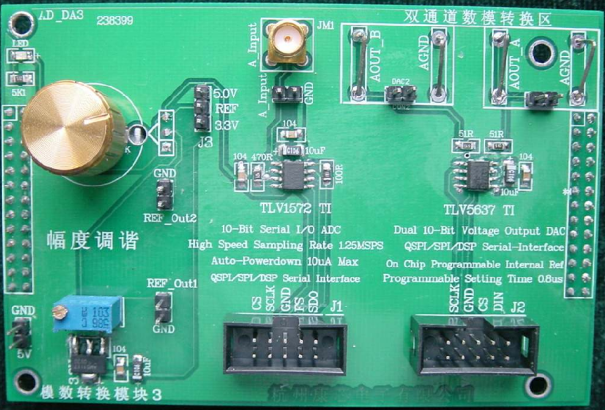 AD_DA3
238399
LED
5K1
A_Input
JM1
双通道数模转换区
AOUT_B
AGND
AOUT_A
AGND
DAC2
A_Input
GND
5.0V
REF
3.3V
J3
104
10uF
104
470R
100R
51R
51R
104
10uF
GND
REF_Out2
TLV1572 TI
TLV5637 TI
幅度调谐
10-Bit Serial I/O ADC
High Speed Sampling Rate 1.25MSPS
Auto-Powerdown 10uA Max
QSPI/SPI/DSP Serial Interface
Dual 10-Bit Voltage Output DAC
QSPI/SPI/DSP Serial-Interface
On Chip Programmable Internal Ref
Programmable Setting Time 0.8us
REF_Out1
GND
CS
SCLK
GND
FS
SDO
J1
SCLK
GND
CS
DIN
J2
GND
5V
103
104
10uF
模数转换模块3